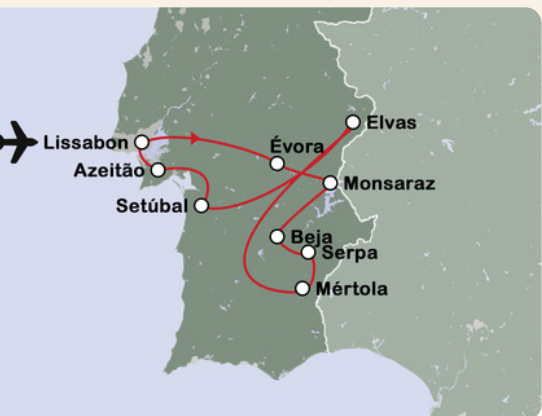 Elvas
Lissabon
Évora
Azeitão
Monsaraz
Setúbal
Beja
Serpa
Mértola